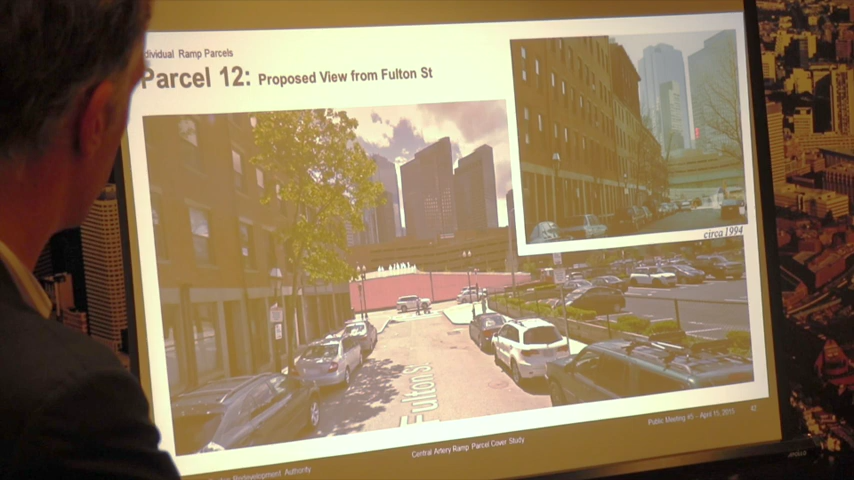 dividual Ramp Parcels
Parcel 12: Proposed View from Fulton St
circa 1994
Fulton St
Public Meeting #5 – April 15, 2015
Central Artery Ramp Parcel Cover Study
Redevelopment Authority